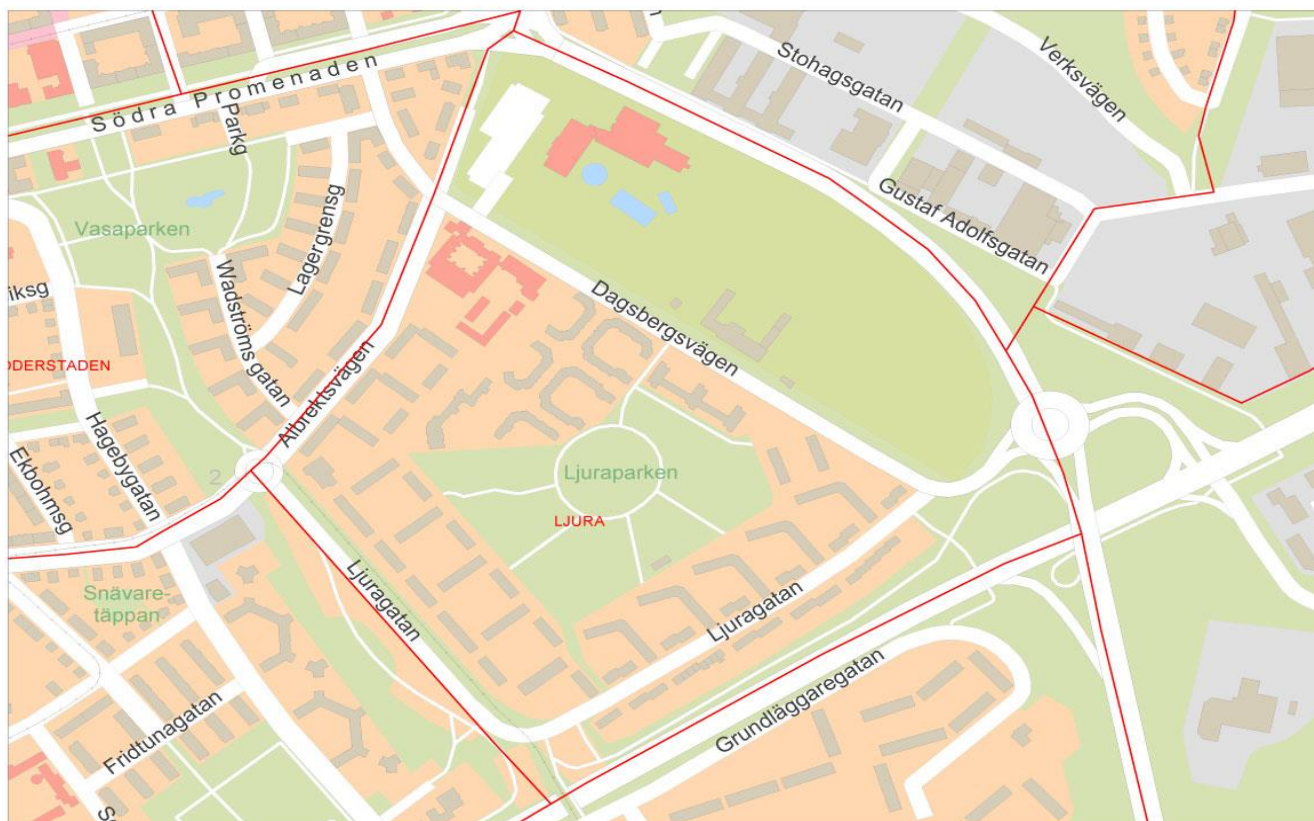 Stohagsgatan
Verksvägen
Södra Promenaden
Parkg
Gustaf Adolfsgatan
Lagergrensg
Vasaparken
iksg
Wadströms gatan
Dagsbergsvägen
ODERSTADEN
Albrektsvägen
Hagebygatan
Ekbohmsg
2
Ljuraparken
LJURA
Snävare-
täppan
Ljuragatan
Ljuragatan
Fridtunagatan
Grundläggaregatan